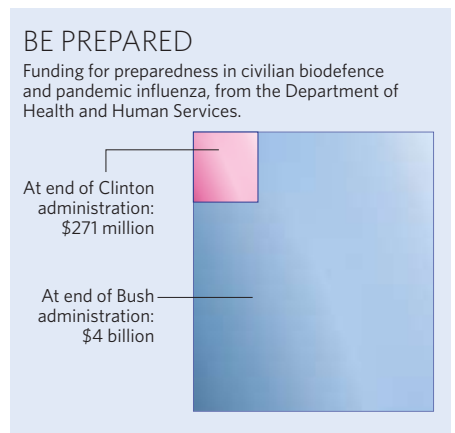 BE PREPARED
Funding for preparedness in civilian biodefence
and pandemic influenza, from the Department of
Health and Human Services.
At end of Clinton
administration:
$271 million
At end of Bush
administration:
$4 billion